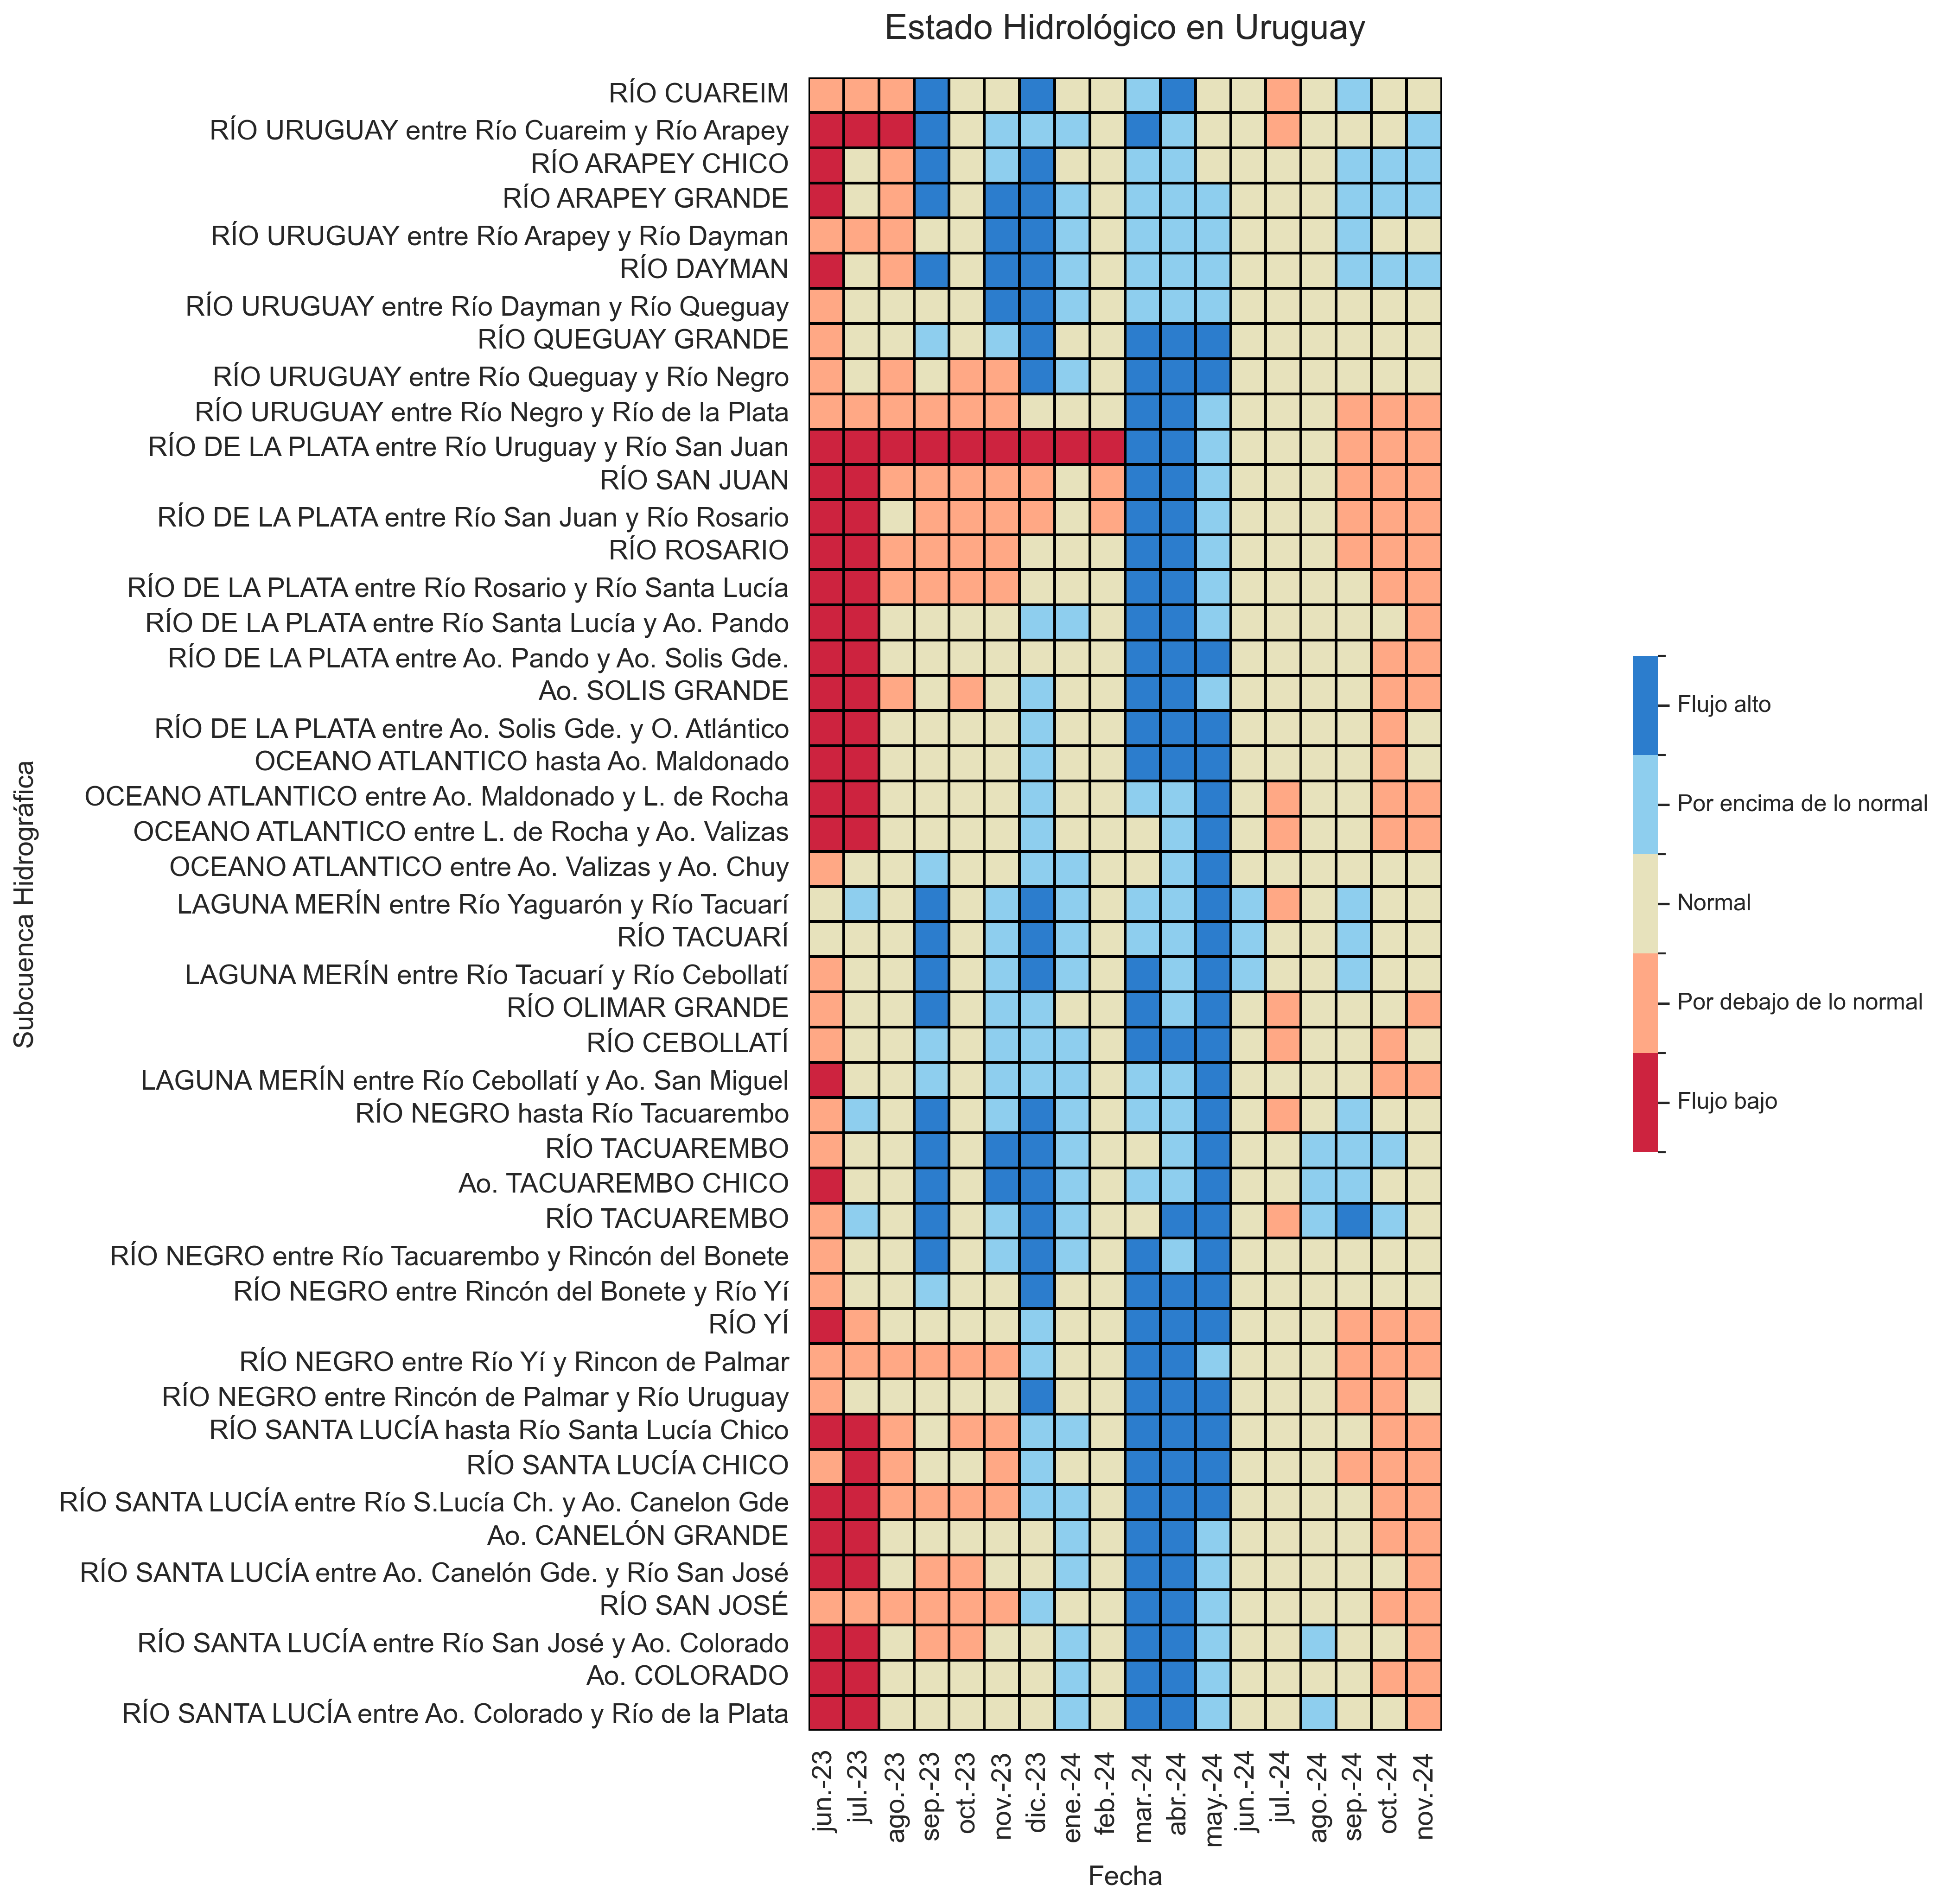 Estado Hidrológico en Uruguay
RÍO CUAREIM
RÍO URUGUAY entre Río Cuareim y Río Arapey
RÍO ARAPEY CHICO
RÍO ARAPEY GRANDE
RÍO URUGUAY entre Río Arapey y Río Dayman
RÍO DAYMAN
RÍO URUGUAY entre Río Dayman y Río Queguay
RÍO QUEGUAY GRANDE
RÍO URUGUAY entre Río Queguay y Río Negro
RÍO URUGUAY entre Río Negro y Río de la Plata
RÍO DE LA PLATA entre Río Uruguay y Río San Juan
RÍO SAN JUAN
RÍO DE LA PLATA entre Río San Juan y Río Rosario
RÍO ROSARIO
RÍO DE LA PLATA entre Río Rosario y Río Santa Lucía
RÍO DE LA PLATA entre Río Santa Lucía y Ao. Pando
RÍO DE LA PLATA entre Ao. Pando y Ao. Solis Gde.
Ao. SOLIS GRANDE
RÍO DE LA PLATA entre Ao. Solis Gde. y O. Atlántico
OCEANO ATLANTICO hasta Ao. Maldonado
OCEANO ATLANTICO entre Ao. Maldonado y L. de Rocha
OCEANO ATLANTICO entre L. de Rocha y Ao. Valizas
OCEANO ATLANTICO entre Ao. Valizas y Ao. Chuy
LAGUNA MERÍN entre Río Yaguarón y Río Tacuarí
RÍO TACUARÍ
LAGUNA MERÍN entre Río Tacuarí y Río Cebollatí
RÍO OLIMAR GRANDE
RÍO CEBOLLATÍ
LAGUNA MERÍN entre Río Cebollatí y Ao. San Miguel
RÍO NEGRO hasta Río Tacuarembo
RÍO TACUAREMBO
Ao. TACUAREMBO CHICO
RÍO TACUAREMBO
RÍO NEGRO entre Río Tacuarembo y Rincón del Bonete
RÍO NEGRO entre Rincón del Bonete y Río Yí
RÍO YÍ
RÍO NEGRO entre Río Yí y Rincon de Palmar
RÍO NEGRO entre Rincón de Palmar y Río Uruguay
RÍO SANTA LUCÍA hasta Río Santa Lucía Chico
RÍO SANTA LUCÍA CHICO
RÍO SANTA LUCÍA entre Río S.Lucía Ch. y Ao. Canelon Gde
Ao. CANELÓN GRANDE
RÍO SANTA LUCÍA entre Ao. Canelón Gde. y Río San José
RÍO SAN JOSÉ
RÍO SANTA LUCÍA entre Río San José y Ao. Colorado
Ao. COLORADO
RÍO SANTA LUCÍA entre Ao. Colorado y Río de la Plata
Subcuenca Hidrográfica
jun.-23
jul.-23
ago.-23
sep.-23
oct.-23
nov.-23
dic.-23
ene.-24
feb.-24
mar.-24
abr.-24
may.-24
jun.-24
jul.-24
ago.-24
sep.-24
oct.-24
nov.-24
Fecha
Flujo alto
Por encima de lo normal
Normal
Por debajo de lo normal
Flujo bajo